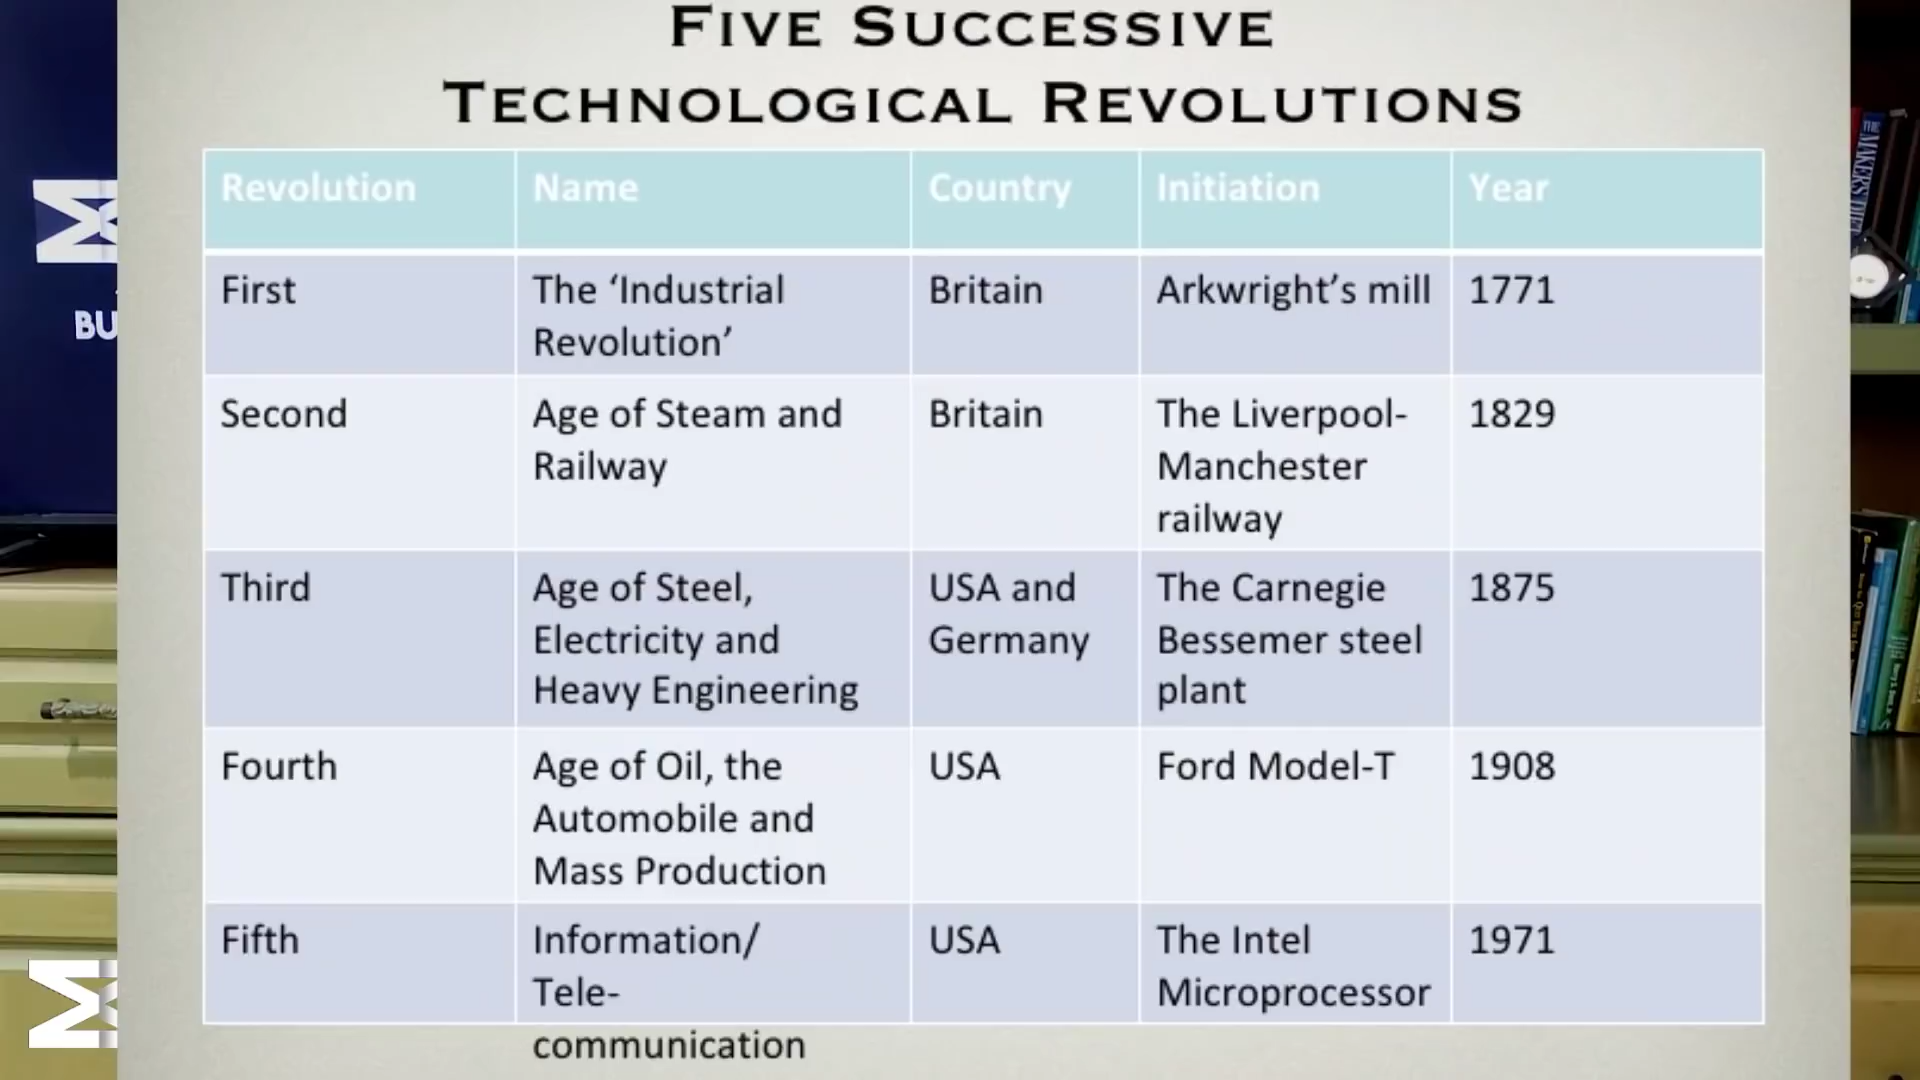 FIVE SUCCESSIVE
TECHNOLOGICAL REVOLUTIONS
Revolution Name Country Initiation Year
First The ‘Industrial Revolution’ Britain Arkwright’s mill 1771
Second Age of Steam and Railway Britain The Liverpool-Manchester railway 1829
Third Age of Steel, Electricity and Heavy Engineering USA and Germany The Carnegie Bessemer steel plant 1875
Fourth Age of Oil, the Automobile and Mass Production USA Ford Model-T 1908
Fifth Information/ Tele-communication USA The Intel Microprocessor 1971
BU
THE MAKER'S DIET